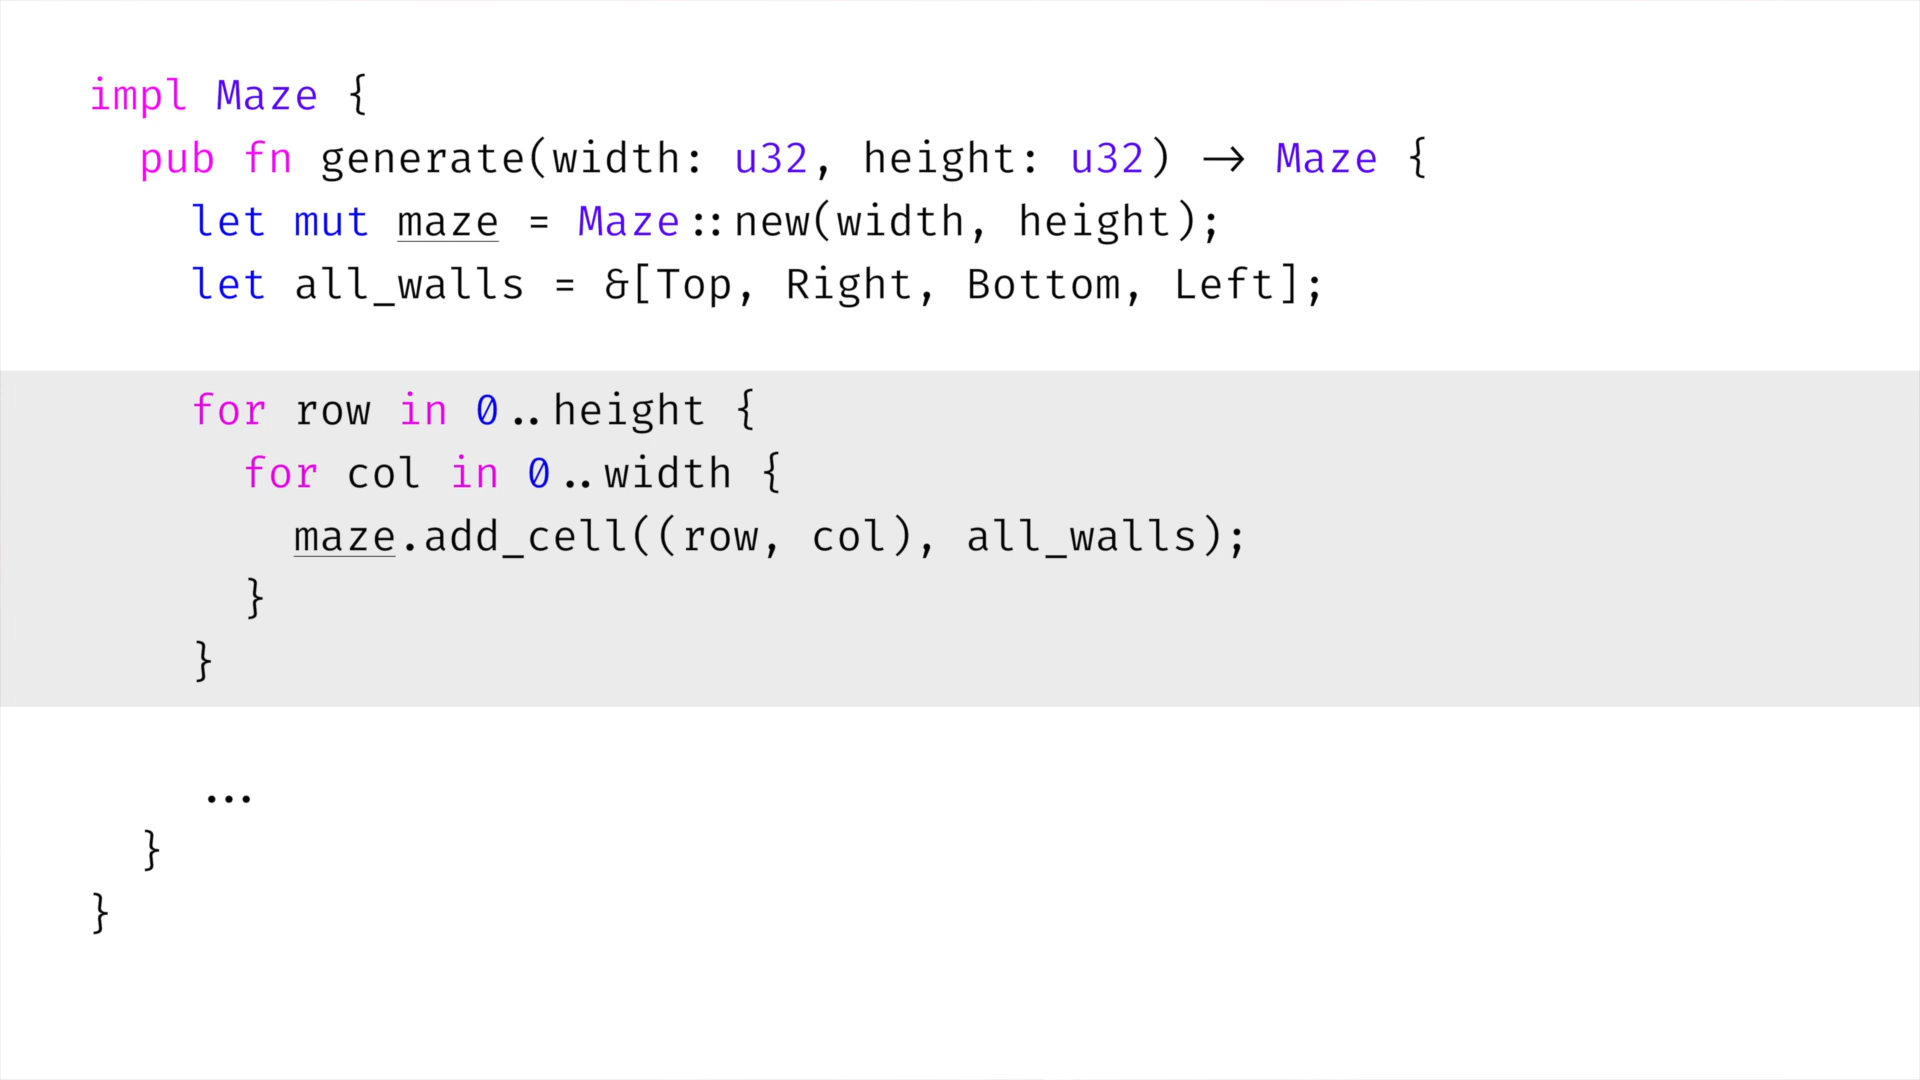 impl Maze {
pub fn generate(width: u32, height: u32) -> Maze {
let mut maze = Maze::new(width, height);
let all_walls = &[Top, Right, Bottom, Left];
for row in 0..height {
for col in 0..width {
maze.add_cell((row, col), all_walls);
}
}
...
}
}